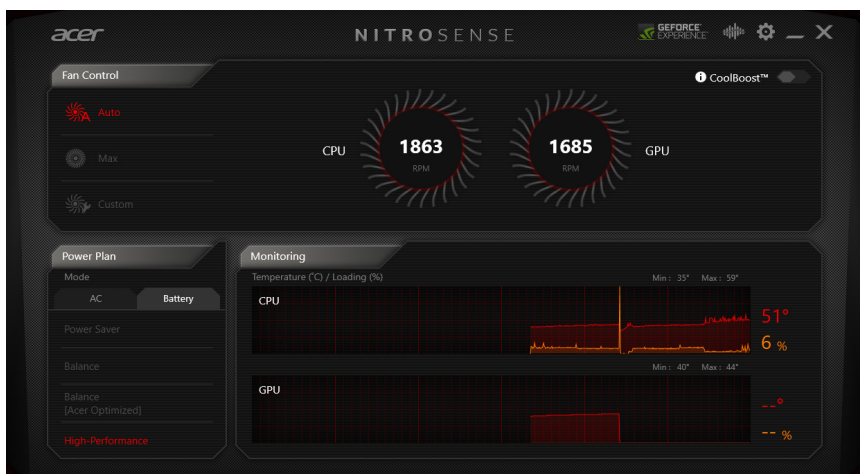 acer
NITROSENSE
GEFORCE
EXPERIENCE
Fan Control
CoolBoost™
Auto
Max
Custom
CPU
1863
RPM
1685
RPM
GPU
Power Plan
Mode
AC
Battery
Power Saver
Balance
Balance
[Acer Optimized]
High-Performance
Monitoring
Temperature (°C) / Loading (%)
Min : 35° Max : 59°
CPU
51°
6 %
Min : 40° Max : 44°
GPU
--°
-- %